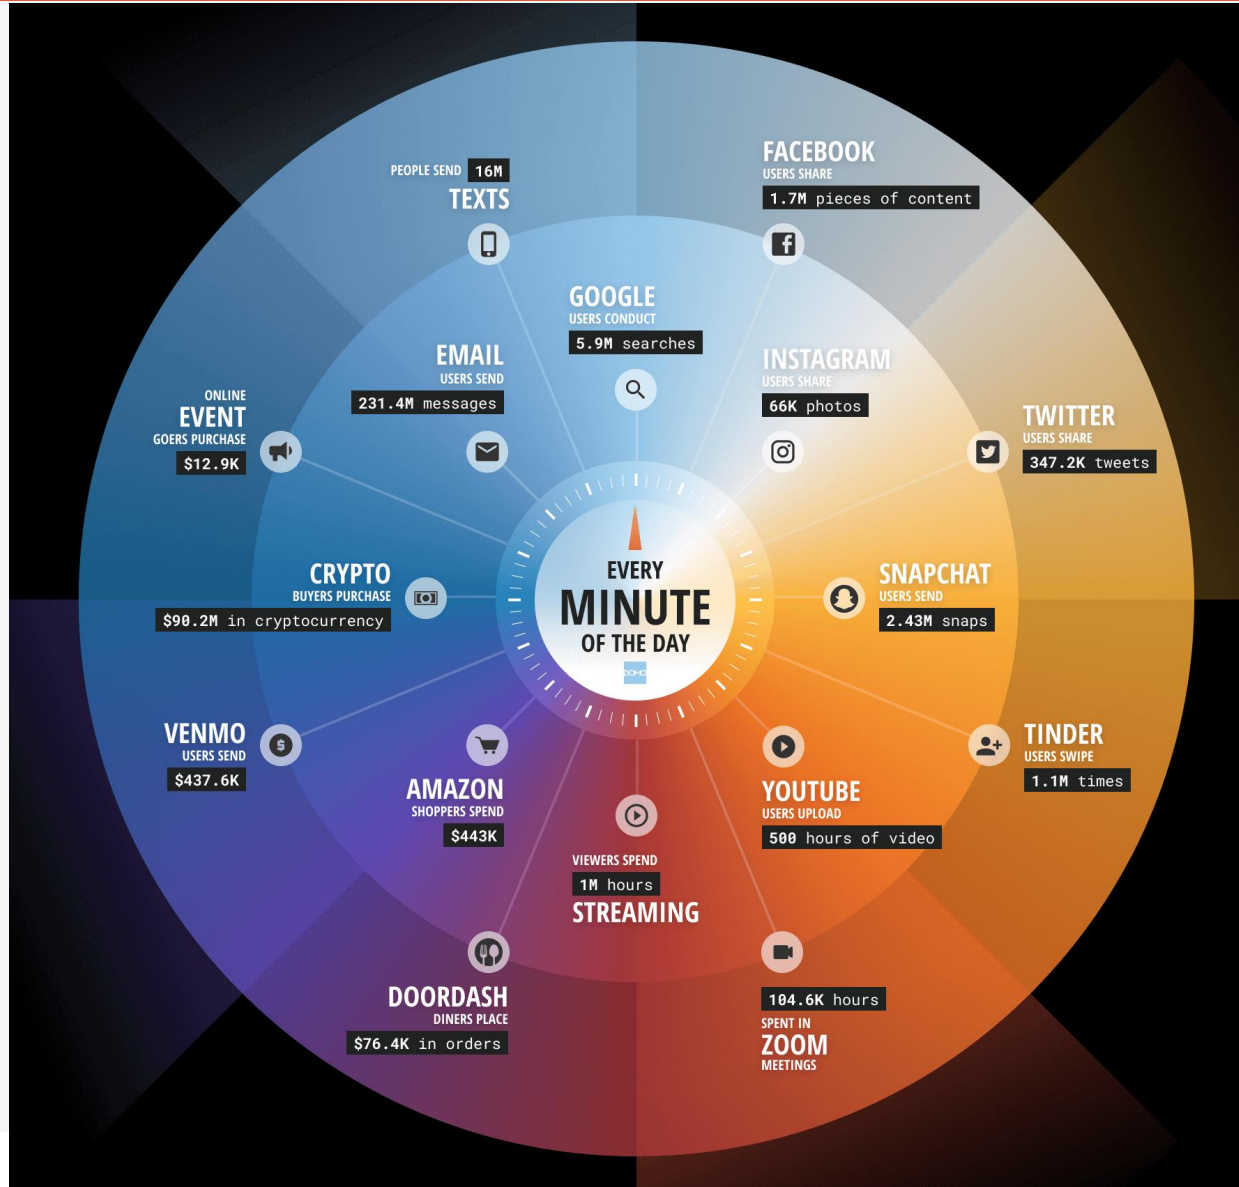 PEOPLE SEND 16M
TEXTS
FACEBOOK
USERS SHARE
1.7M pieces of content
GOOGLE
USERS CONDUCT
5.9M searches
EMAIL
USERS SEND
231.4M messages
INSTAGRAM
USERS SHARE
66K photos
ONLINE
EVENT
GOERS PURCHASE
$12.9K
TWITTER
USERS SHARE
347.2K tweets
CRYPTO
BUYERS PURCHASE
$90.2M in cryptocurrency
EVERY
MINUTE
OF THE DAY
DOMO
SNAPCHAT
USERS SEND
2.43M snaps
VENMO
USERS SEND
$437.6K
AMAZON
SHOPPERS SPEND
$443K
YOUTUBE
USERS UPLOAD
500 hours of video
TINDER
USERS SWIPE
1.1M times
VIEWERS SPEND
1M hours
STREAMING
DOORDASH
DINERS PLACE
$76.4K in orders
104.6K hours
SPENT IN
ZOOM
MEETINGS